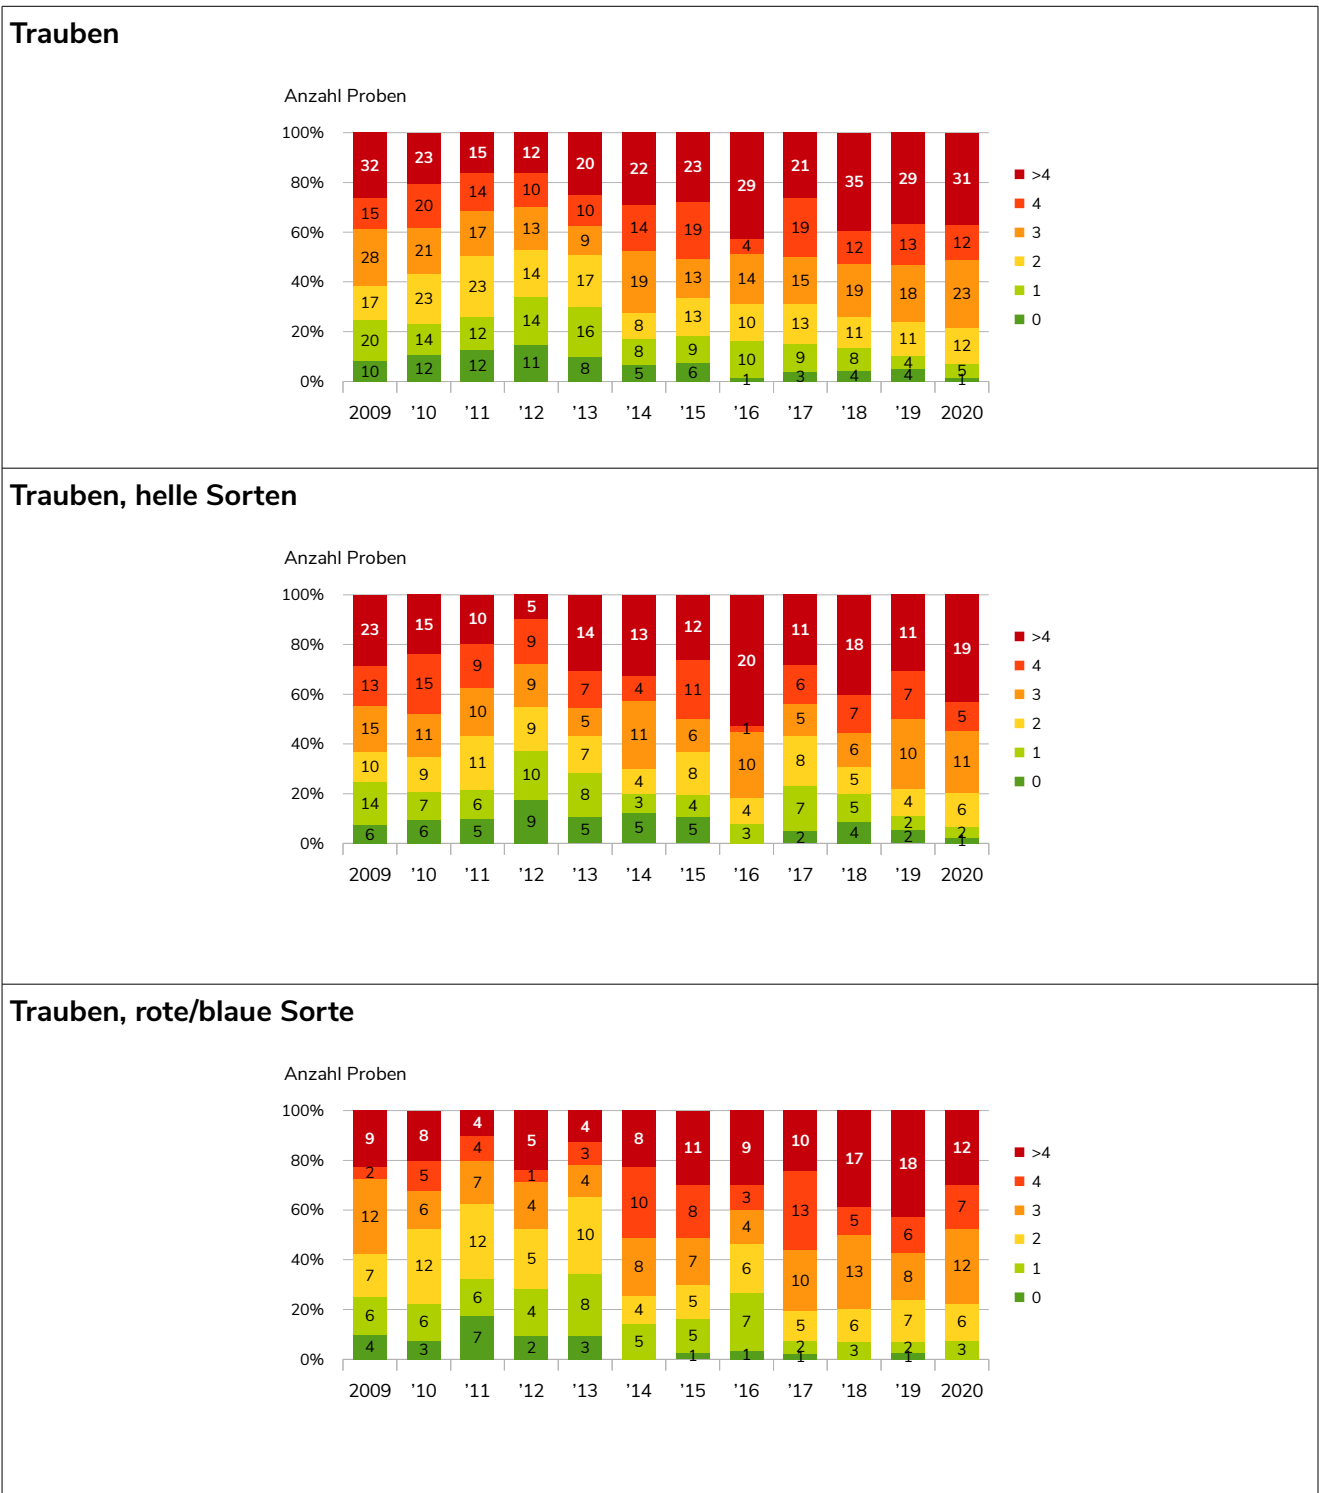 Trauben
Anzahl Proben
100% 32 23 15 12 20 22 23 29 21 35 29 31 >4
80% 15 20 14 10 10 14 19 4 19 12 13 12 4
60% 28 21 17 13 9 19 13 14 15 19 18 23 3
40% 17 23 23 14 17 8 13 10 13 11 11 12 2
20% 20 14 12 14 16 8 9 10 9 8 4 5 1
0% 10 12 12 11 8 5 6 1 3 4 4 1 0
2009 ’10 ’11 ’12 ’13 ’14 ’15 ’16 ’17 ’18 ’19 2020
Trauben, helle Sorten
Anzahl Proben
100% 23 15 10 5 14 13 12 20 11 18 11 19 >4
80% 13 15 9 9 7 4 11 1 6 7 7 5 4
60% 15 11 10 9 5 11 6 10 5 6 10 11 3
40% 10 9 11 9 7 4 8 4 8 5 4 6 2
20% 14 7 6 10 8 3 4 3 7 5 2 2 1
0% 6 6 5 9 5 5 5 2 4 2 1 0
2009 ’10 ’11 ’12 ’13 ’14 ’15 ’16 ’17 ’18 ’19 2020
Trauben, rote/blaue Sorte
Anzahl Proben
100% 9 8 4 5 4 8 11 9 10 17 18 12 >4
80% 2 5 4 1 3 10 8 3 13 5 6 7 4
60% 12 6 7 4 4 8 7 4 10 13 8 12 3
40% 7 12 12 5 10 4 5 6 5 6 7 6 2
20% 6 6 6 4 8 5 5 7 2 3 2 3 1
0% 4 3 7 2 3 1 1 1 1 0
2009 ’10 ’11 ’12 ’13 ’14 ’15 ’16 ’17 ’18 ’19 2020